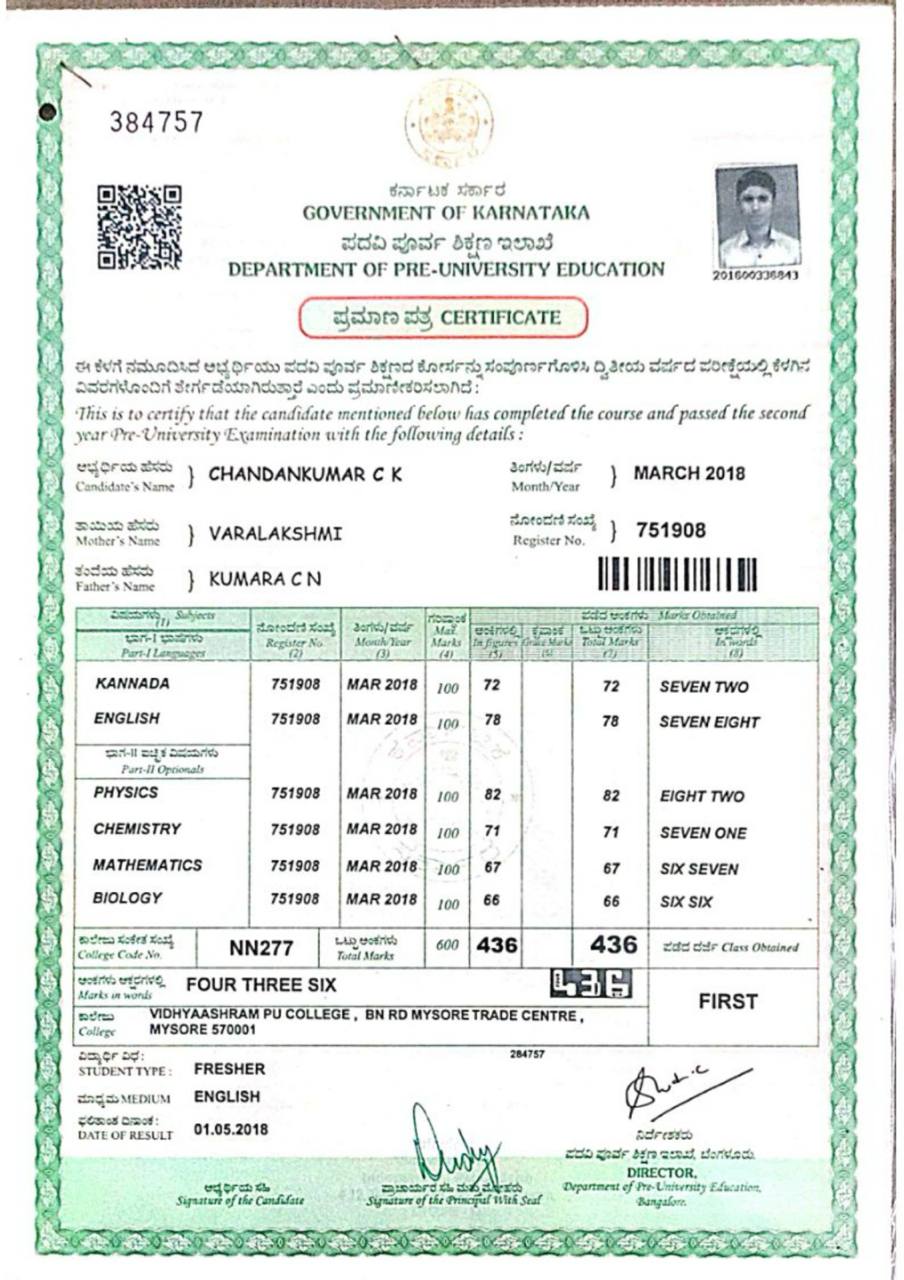 384757
ಕರ್ನಾಟಕ ಸರ್ಕಾರ
GOVERNMENT OF KARNATAKA
ಪದವಿ ಪೂರ್ವ ಶಿಕ್ಷಣ ಇಲಾಖೆ
DEPARTMENT OF PRE-UNIVERSITY EDUCATION
201600336843
ಪ್ರಮಾಣ ಪತ್ರ CERTIFICATE
ಈ ಕೆಳಗೆ ನಮೂದಿಸಿದ ಅಭ್ಯರ್ಥಿಯು ಪದವಿ ಪೂರ್ವ ಶಿಕ್ಷಣದ ಕೋರ್ಸನ್ನು ಸಂಪೂರ್ಣಗೊಳಿಸಿ ದ್ವಿತೀಯ ವರ್ಷದ ಪರೀಕ್ಷೆಯಲ್ಲಿ ಕೆಳಗಿನ
ವಿವರಗಳೊಂದಿಗೆ ತೇರ್ಗಡೆಯಾಗಿರುತ್ತಾರೆ ಎಂದು ಪ್ರಮಾಣೀಕರಿಸಲಾಗಿದೆ :
This is to certify that the candidate mentioned below has completed the course and passed the second
year Pre-University Examination with the following details :
ಅಭ್ಯರ್ಥಿಯ ಹೆಸರು ತಿಂಗಳು/ವರ್ಷ
Candidate's Name } CHANDANKUMAR C K Month/Year } MARCH 2018
ತಾಯಿಯ ಹೆಸರು ನೋಂದಣಿ ಸಂಖ್ಯೆ
Mother's Name } VARALAKSHMI Register No. } 751908
ತಂದೆಯ ಹೆಸರು
Father's Name } KUMARA C N
ವಿಷಯಗಳು Subjects (1) ನೋಂದಣಿ ಸಂಖ್ಯೆ Register No. (2) ತಿಂಗಳು/ವರ್ಷ Month/Year (3) ಗರಿಷ್ಠಾಂಕ Max. Marks (4) ಪಡೆದ ಅಂಕಗಳು Marks Obtained
ಭಾಗ-I ಭಾಷೆಗಳು ಅಂಕಿಗಳಲ್ಲಿ In figures (5) ಕೃಪಾಂಕ Grace Marks (6) ಒಟ್ಟು ಅಂಕಗಳು Total Marks (7) ಅಕ್ಷರಗಳಲ್ಲಿ In words (8)
Part-I Languages
KANNADA 751908 MAR 2018 100 72 72 SEVEN TWO
ENGLISH 751908 MAR 2018 100 78 78 SEVEN EIGHT
ಭಾಗ-II ಐಚ್ಛಿಕ ವಿಷಯಗಳು
Part-II Optionals
PHYSICS 751908 MAR 2018 100 82 82 EIGHT TWO
CHEMISTRY 751908 MAR 2018 100 71 71 SEVEN ONE
MATHEMATICS 751908 MAR 2018 100 67 67 SIX SEVEN
BIOLOGY 751908 MAR 2018 100 66 66 SIX SIX
ಕಾಲೇಜು ಸಂಕೇತ ಸಂಖ್ಯೆ ಒಟ್ಟು ಅಂಕಗಳು
College Code No. NN277 Total Marks 600 436 436 ಪಡೆದ ದರ್ಜೆ Class Obtained
ಅಂಕಗಳು ಅಕ್ಷರಗಳಲ್ಲಿ
Marks in words FOUR THREE SIX 436
FIRST
ಕಾಲೇಜು VIDHYAASHRAM PU COLLEGE , BN RD MYSORE TRADE CENTRE ,
College MYSORE 570001
ವಿದ್ಯಾರ್ಥಿ ವಿಧ : 284757
STUDENT TYPE : FRESHER
ಮಾಧ್ಯಮ MEDIUM ENGLISH
ಫಲಿತಾಂಶ ದಿನಾಂಕ :
DATE OF RESULT 01.05.2018
ನಿರ್ದೇಶಕರು
ಪದವಿ ಪೂರ್ವ ಶಿಕ್ಷಣ ಇಲಾಖೆ, ಬೆಂಗಳೂರು.
DIRECTOR,
Department of Pre-University Education,
Bangalore.
ಅಭ್ಯರ್ಥಿಯ ಸಹಿ
Signature of the Candidate
ಪ್ರಾಚಾರ್ಯರ ಸಹಿ ಮತ್ತು ಮೊಹರು
Signature of the Principal With Seal